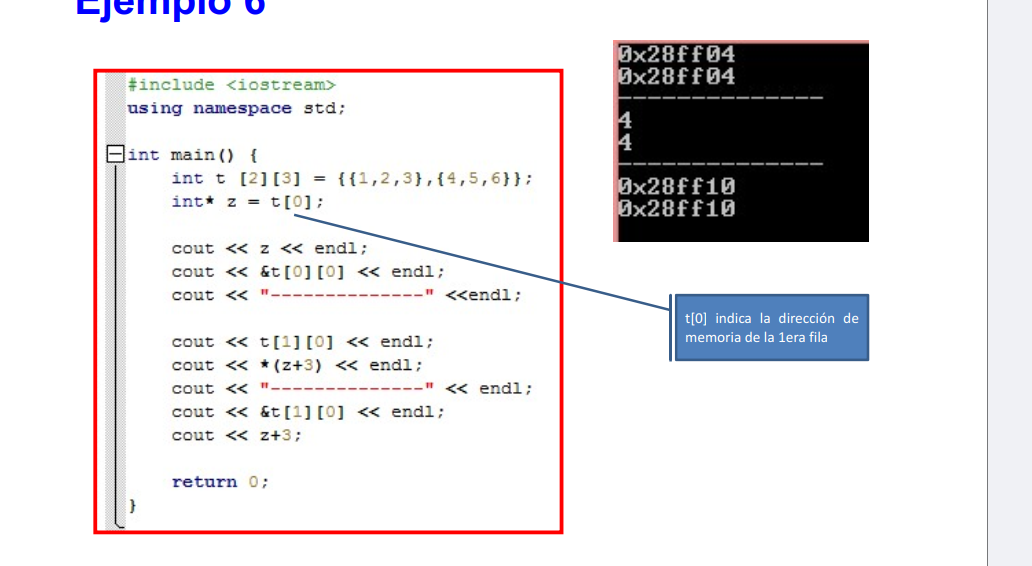 Ejemplo 6
#include <iostream>
using namespace std;
int main() {
int t [2][3] = {{1,2,3},{4,5,6}};
int* z = t[0];
cout << z << endl;
cout << &t[0][0] << endl;
cout << "--------------" <<endl;
cout << t[1][0] << endl;
cout << *(z+3) << endl;
cout << "--------------" << endl;
cout << &t[1][0] << endl;
cout << z+3;
return 0;
}
0x28ff04
0x28ff04
--------------
4
4
--------------
0x28ff10
0x28ff10
t[0] indica la dirección de
memoria de la 1era fila